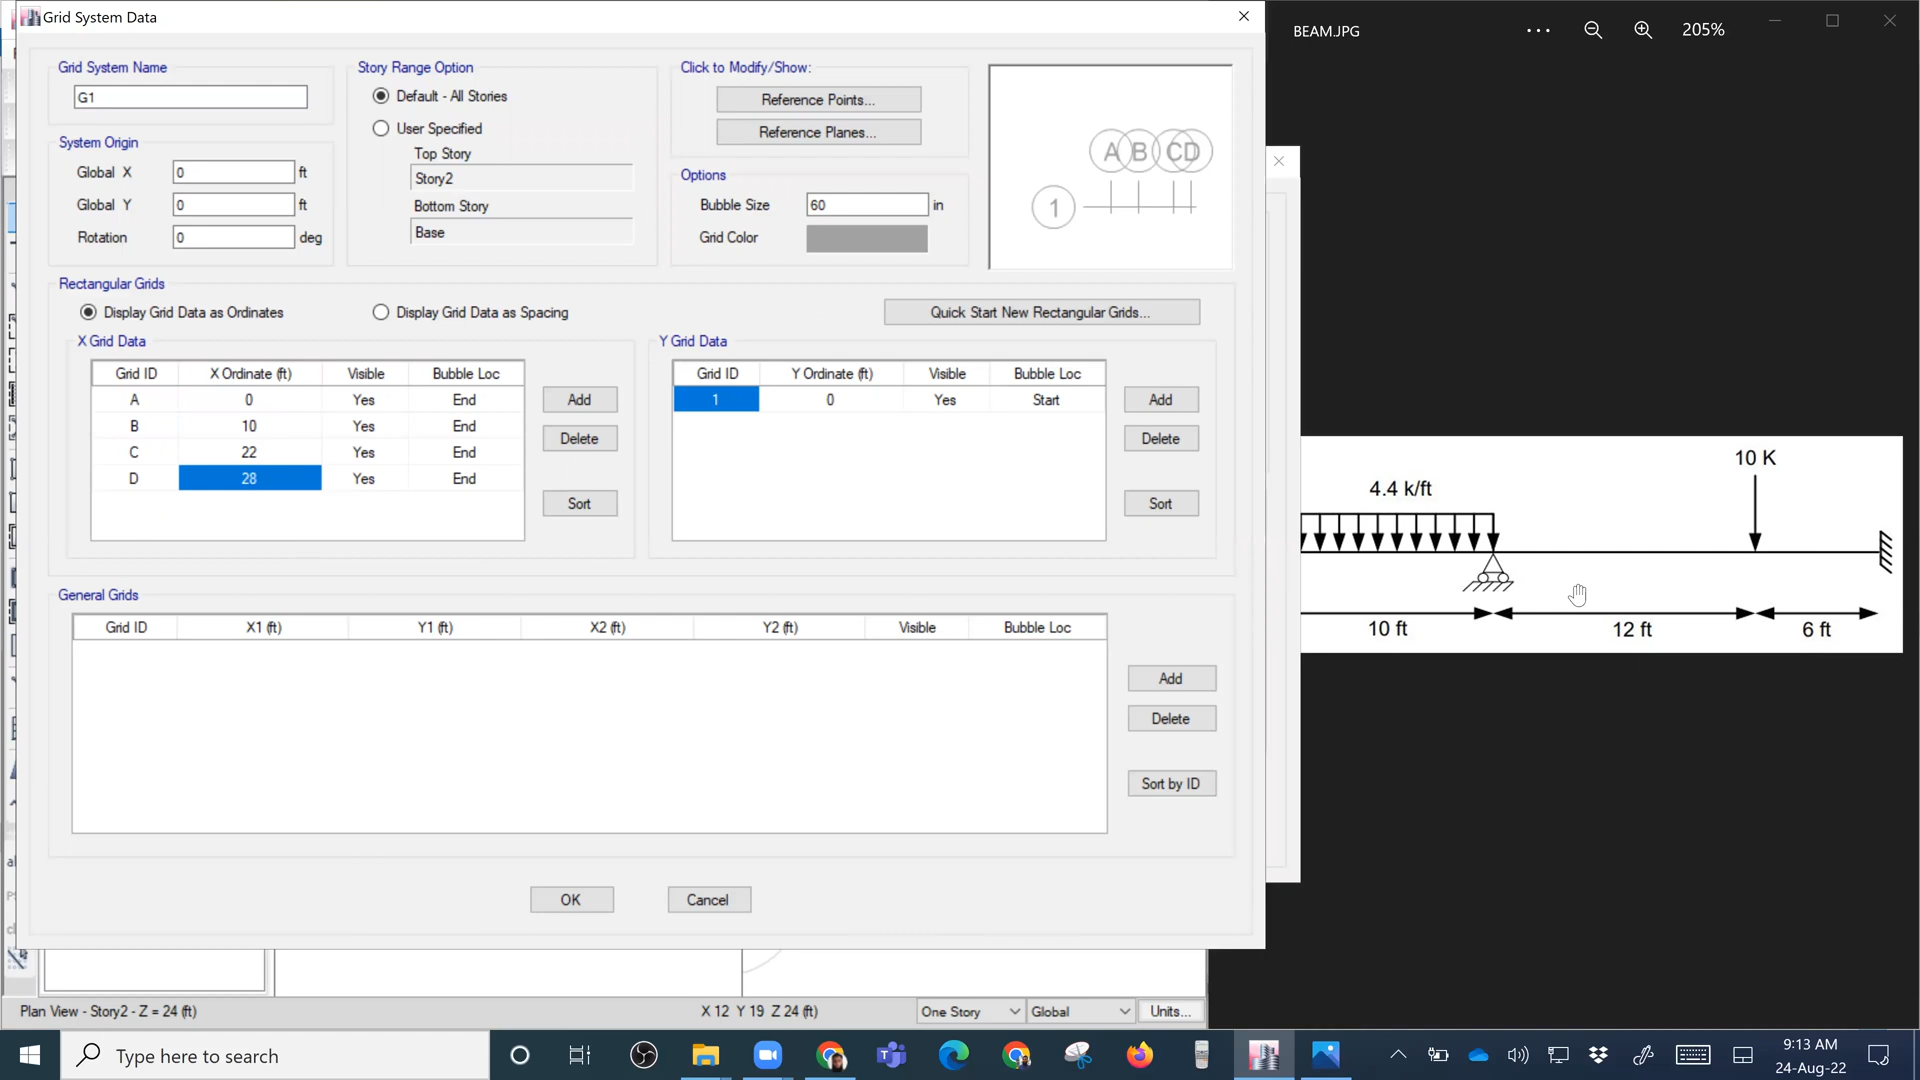 Grid System Data
BEAM.JPG
205%
Grid System Name
G1
System Origin
Global X 0 ft
Global Y 0 ft
Rotation 0 deg
Story Range Option
Default - All Stories
User Specified
Top Story
Story2
Bottom Story
Base
Click to Modify/Show:
Reference Points...
Reference Planes...
Options
Bubble Size 60 in
Grid Color
A B C D
1
Rectangular Grids
Display Grid Data as Ordinates Display Grid Data as Spacing Quick Start New Rectangular Grids...
X Grid Data
Grid ID X Ordinate (ft) Visible Bubble Loc
A 0 Yes End
B 10 Yes End
C 22 Yes End
D 28 Yes End
Add
Delete
Sort
Y Grid Data
Grid ID Y Ordinate (ft) Visible Bubble Loc
1 0 Yes Start
Add
Delete
Sort
10 K
4.4 k/ft
10 ft 12 ft 6 ft
General Grids
Grid ID X1 (ft) Y1 (ft) X2 (ft) Y2 (ft) Visible Bubble Loc
Add
Delete
Sort by ID
OK Cancel
Plan View - Story2 - Z = 24 (ft) X 12 Y 19 Z 24 (ft) One Story Global Units...
Type here to search
9:13 AM
24-Aug-22